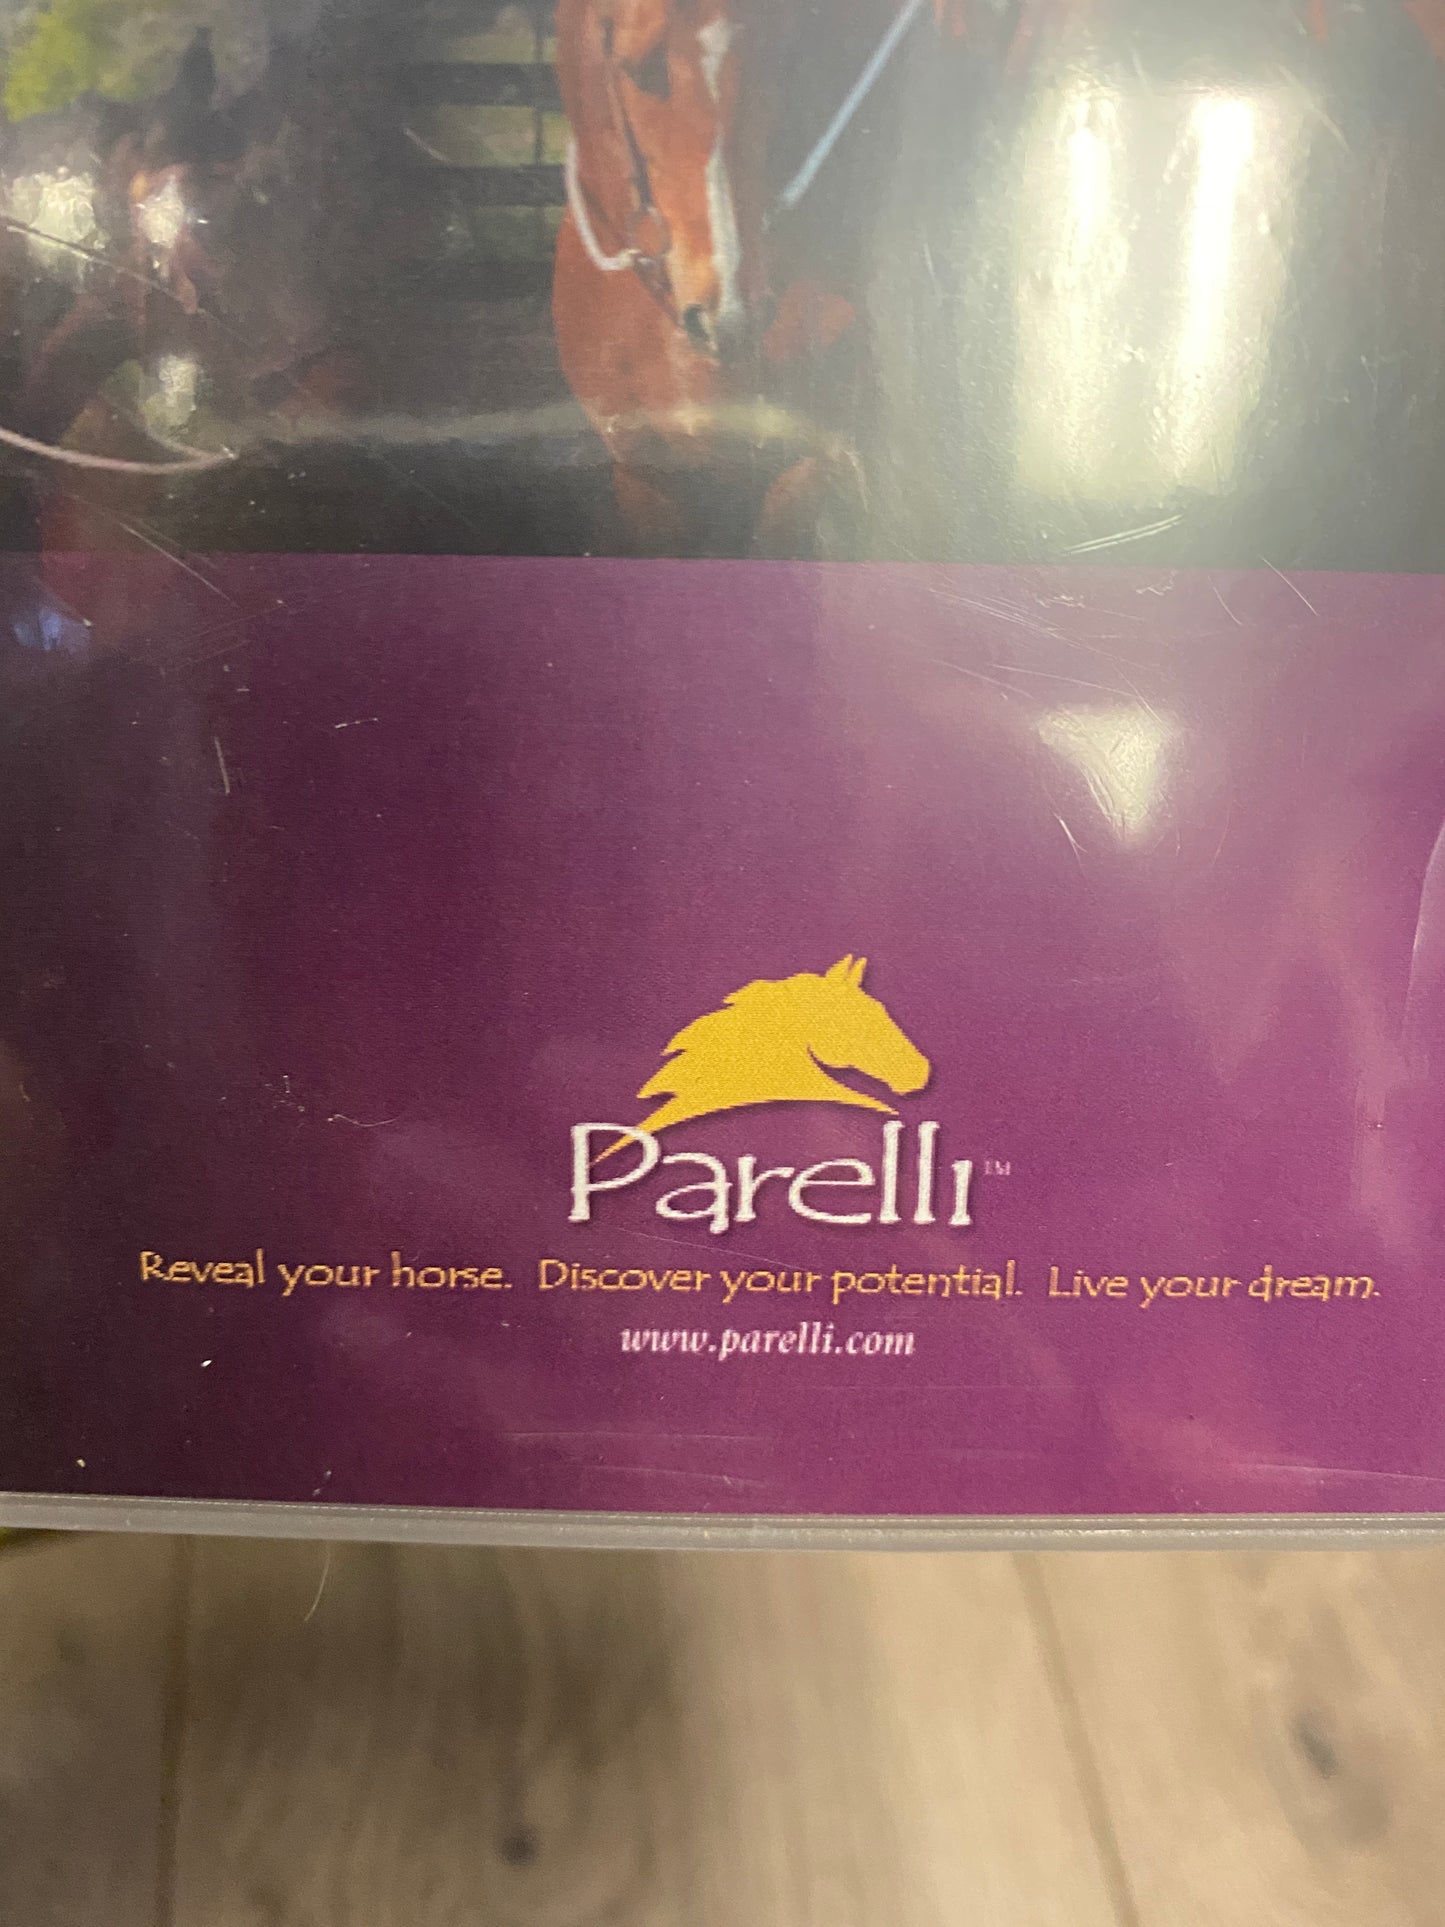 Parelli™
Reveal your horse. Discover your potential. Live your dream.
www.parelli.com